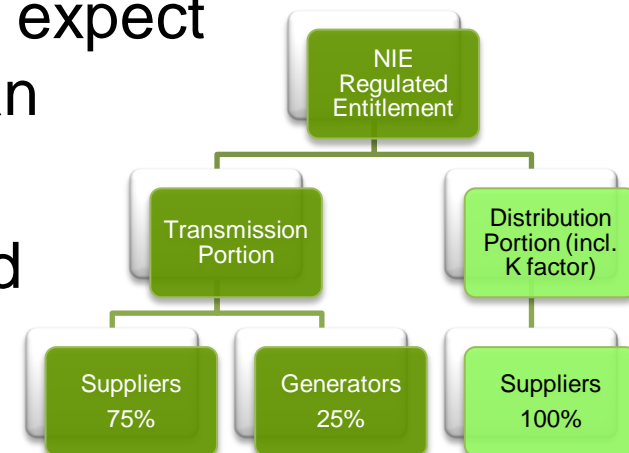 expect
NIE
Regulated
Entitlement
Transmission
Portion
Distribution
Portion (incl.
K factor)
Suppliers
75%
Generators
25%
Suppliers
100%